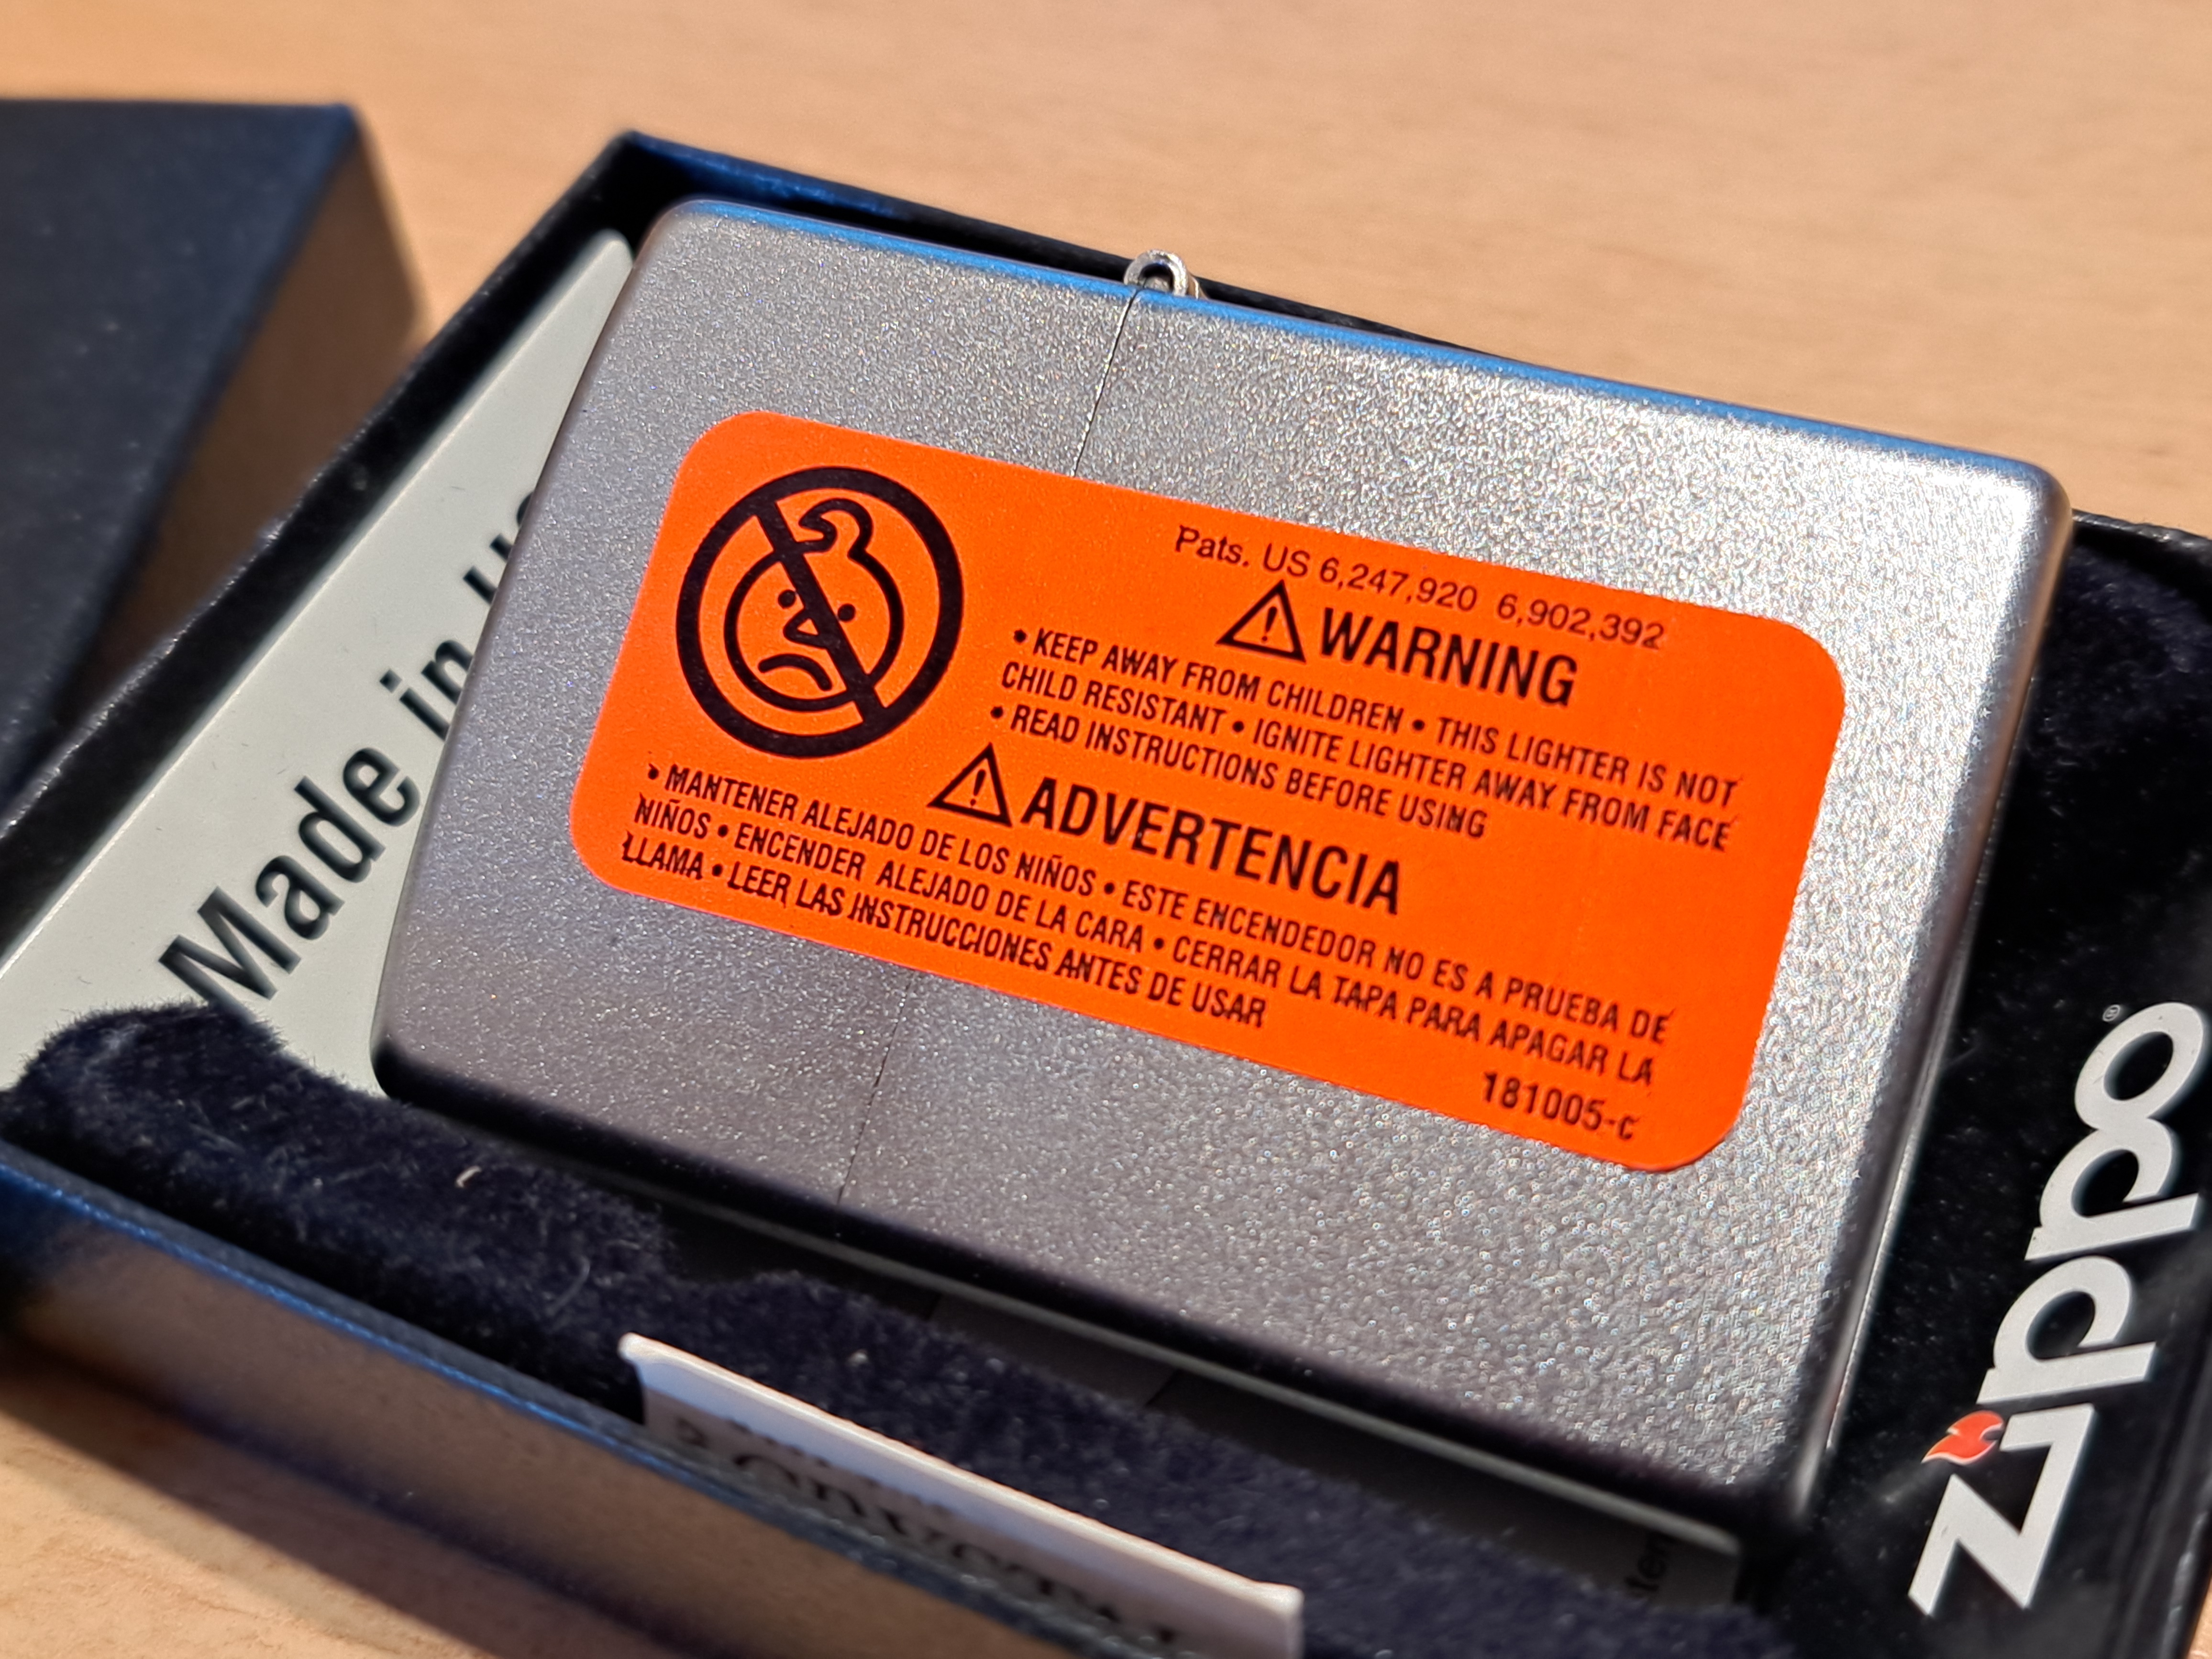 Made in
Pats. US 6,247,920 6,902,392
WARNING
• KEEP AWAY FROM CHILDREN • THIS LIGHTER IS NOT
CHILD RESISTANT • IGNITE LIGHTER AWAY FROM FACE
• READ INSTRUCTIONS BEFORE USING
ADVERTENCIA
• MANTENER ALEJADO DE LOS NIÑOS • ESTE ENCENDEDOR NO ES A PRUEBA DE
NIÑOS • ENCENDER ALEJADO DE LA CARA • CERRAR LA TAPA PARA APAGAR LA
LLAMA • LEER LAS INSTRUCCIONES ANTES DE USAR
181005-c
zippo®